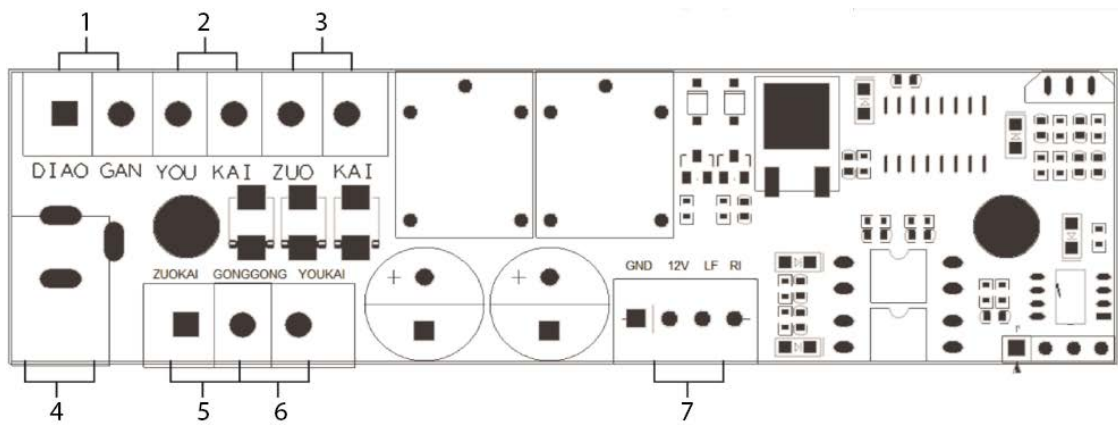 1 2 3
DIAO GAN YOU KAI ZUO KAI
ZUOKAI GONGGONG YOUKAI
GND 12V LF RI
+ +
4 5 6 7